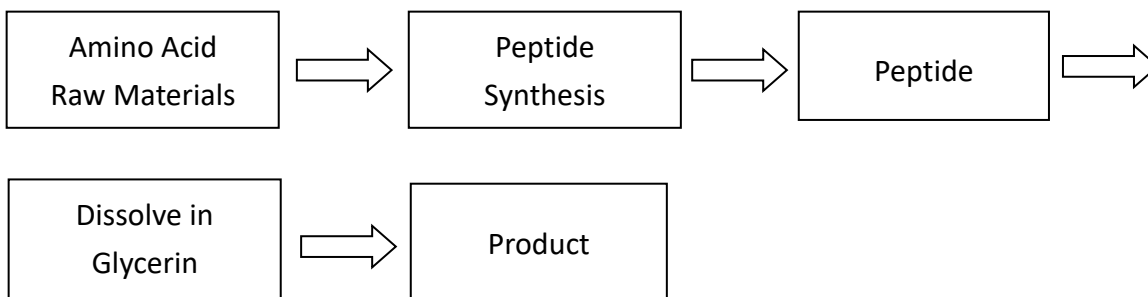 Amino Acid
Raw Materials
Peptide
Synthesis
Peptide
Dissolve in
Glycerin
Product